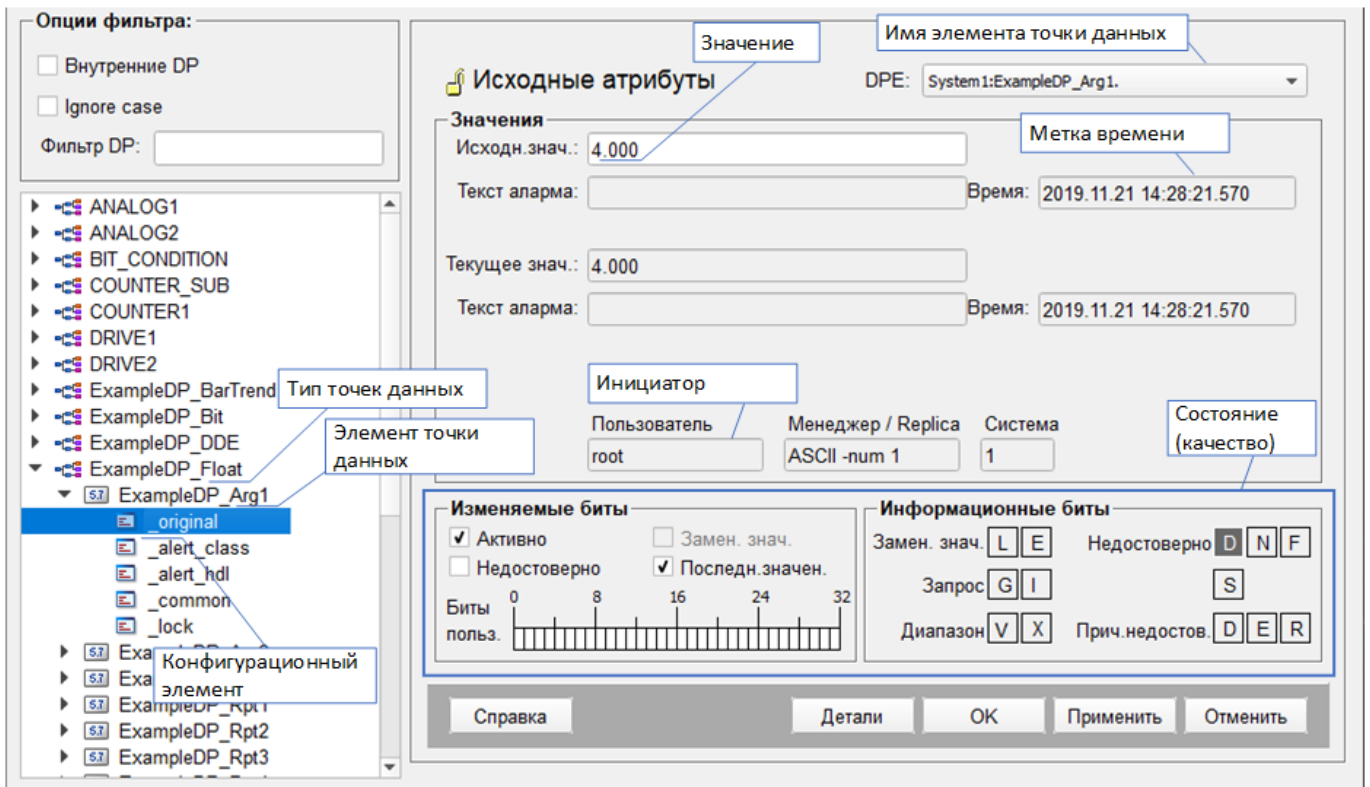 Опции фильтра:
Внутренние DP
Ignore case
Фильтр DP:
ANALOG1
ANALOG2
BIT_CONDITION
COUNTER_SUB
COUNTER1
DRIVE1
DRIVE2
ExampleDP_BarTrend
ExampleDP_Bit
ExampleDP_DDE
ExampleDP_Float
ExampleDP_Arg1
_original
_alert_class
_alert_hdl
_common
_lock
Exa
Exa
ExampleDP_Rpt1
ExampleDP_Rpt2
ExampleDP_Rpt3
Тип точек данных
Элемент точки
данных
Конфигурационный
элемент
Значение
Имя элемента точки данных
Исходные атрибуты
DPE: System1:ExampleDP_Arg1.
Значения
Метка времени
Исходн.знач.: 4.000
Текст аларма: Время: 2019.11.21 14:28:21.570
Текущее знач.: 4.000
Текст аларма: Время: 2019.11.21 14:28:21.570
Инициатор
Состояние
(качество)
Пользователь Менеджер / Replica Система
root ASCII -num 1 1
Изменяемые биты
Активно Замен. знач.
Недостоверно Последн.значен.
Биты
польз.
0 8 16 24 32
Информационные биты
Замен. знач. L E Недостоверно D N F
Запрос G I S
Диапазон V X Прич.недостов. D E R
Справка Детали OK Применить Отменить